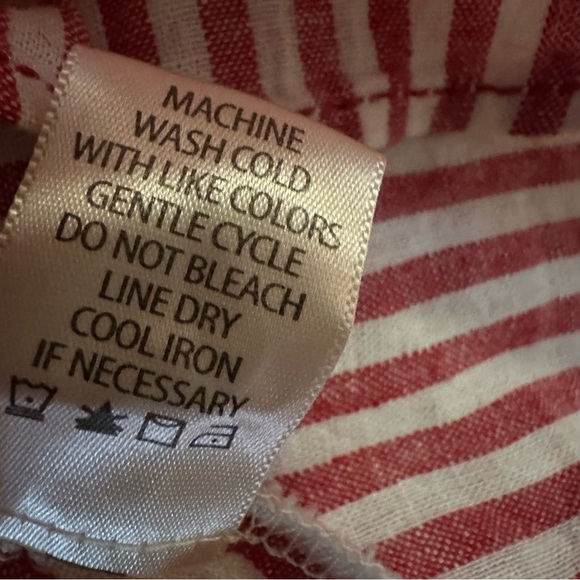 MACHINE
WASH COLD
WITH LIKE COLORS
GENTLE CYCLE
DO NOT BLEACH
LINE DRY
COOL IRON
IF NECESSARY